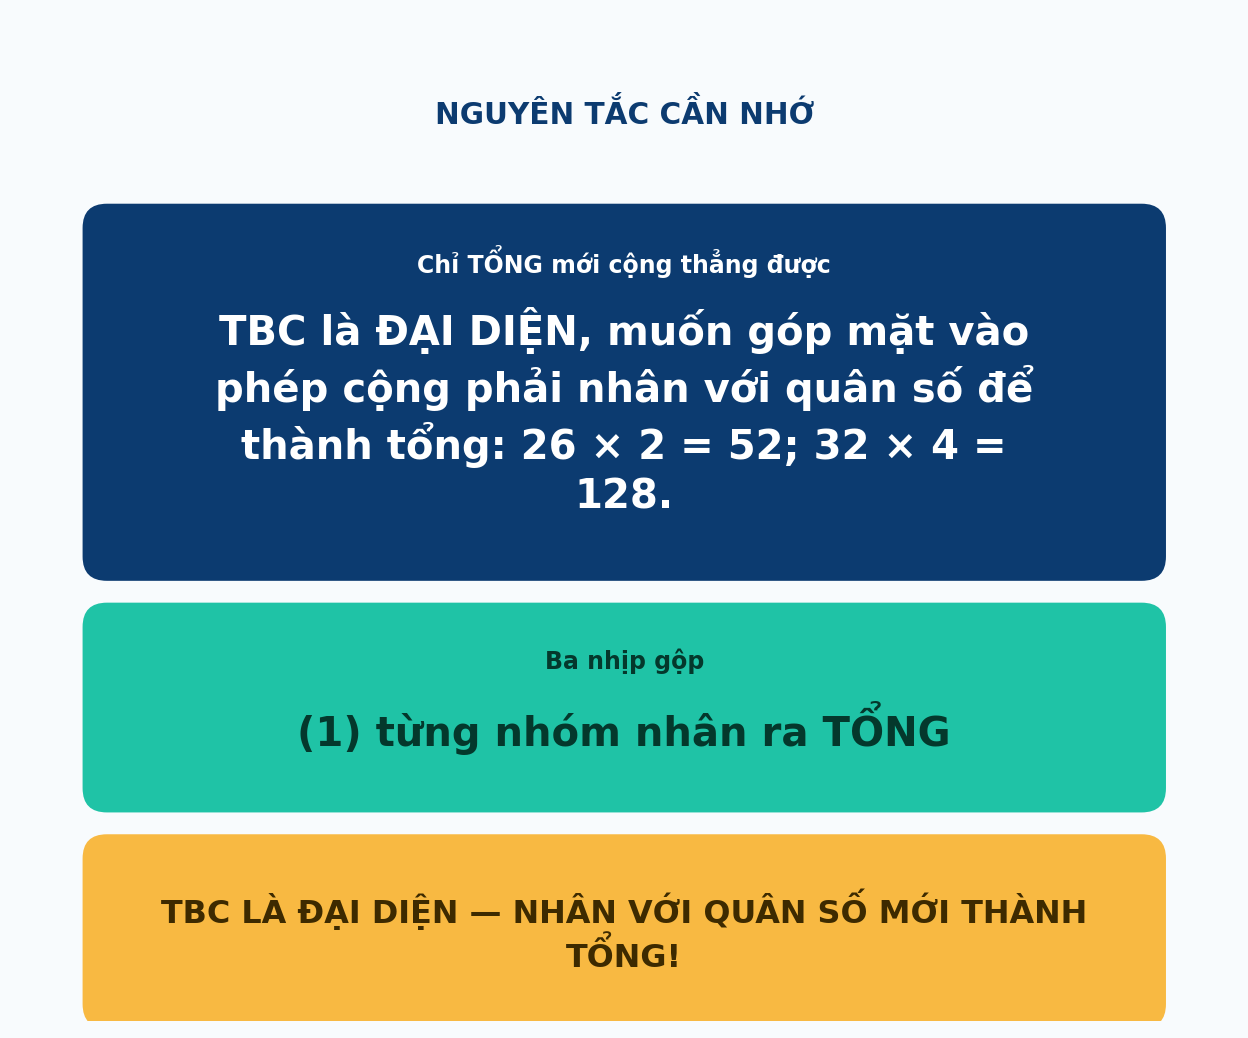 NGUYÊN TẮC CẦN NHỚ
Chỉ TỔNG mới cộng thẳng được
TBC là ĐẠI DIỆN, muốn góp mặt vào
phép cộng phải nhân với quân số để
thành tổng: 26 × 2 = 52; 32 × 4 =
128.
Ba nhịp gộp
(1) từng nhóm nhân ra TỔNG
TBC LÀ ĐẠI DIỆN — NHÂN VỚI QUÂN SỐ MỚI THÀNH
TỔNG!